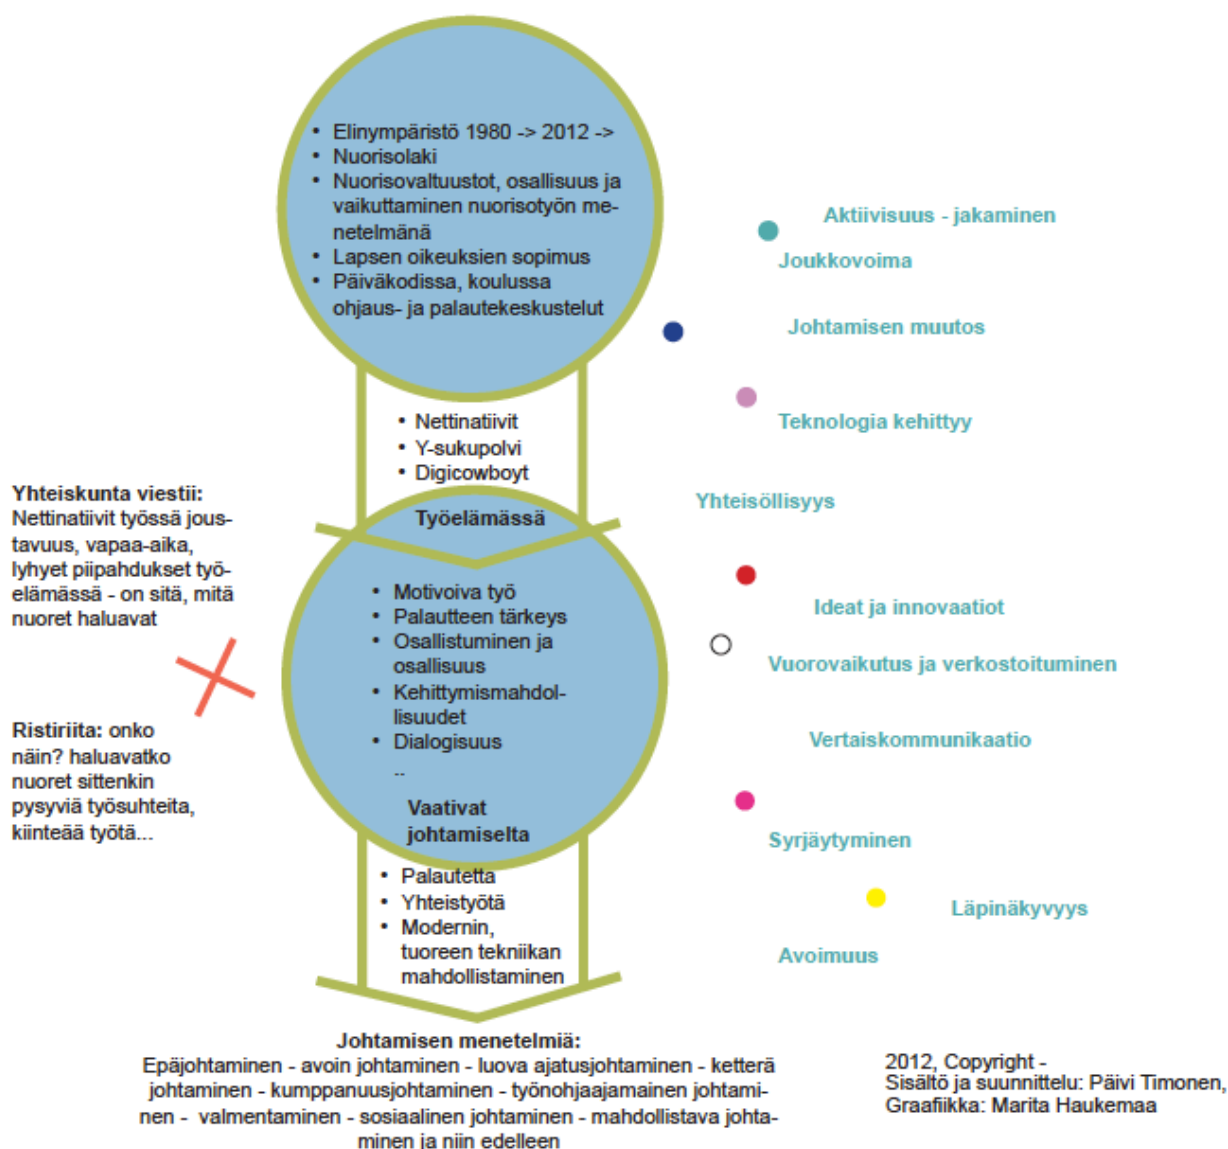 • Elinympäristö 1980 -> 2012 ->
• Nuorisolaki
• Nuorisovaltuustot, osallisuus ja
vaikuttaminen nuorisotyön me-
netelmänä
• Lapsen oikeuksien sopimus
• Päiväkodissa, koulussa
ohjaus- ja palautekeskustelut
• Nettinatiivit
• Y-sukupolvi
• Digicowboyt
Työelämässä
• Motivoiva työ
• Palautteen tärkeys
• Osallistuminen ja
osallisuus
• Kehittymismahdol-
lisuudet
• Dialogisuus
..
Vaativat
johtamiselta
• Palautetta
• Yhteistyötä
• Modernin,
tuoreen tekniikan
mahdollistaminen
Yhteiskunta viestii:
Nettinatiivit työssä jous-
tavuus, vapaa-aika,
lyhyet piipahdukset työ-
elämässä - on sitä, mitä
nuoret haluavat
Ristiriita: onko
näin? haluavatko
nuoret sittenkin
pysyviä työsuhteita,
kiinteää työtä...
Aktiivisuus - jakaminen
Joukkovoima
Johtamisen muutos
Teknologia kehittyy
Yhteisöllisyys
Ideat ja innovaatiot
Vuorovaikutus ja verkostoituminen
Vertaiskommunikaatio
Syrjäytyminen
Läpinäkyvyys
Avoimuus
Johtamisen menetelmiä:
Epäjohtaminen - avoin johtaminen - luova ajatusjohtaminen - ketterä
johtaminen - kumppanuusjohtaminen - työnohjaajamainen johtami-
nen - valmentaminen - sosiaalinen johtaminen - mahdollistava johta-
minen ja niin edelleen
2012, Copyright -
Sisältö ja suunnittelu: Päivi Timonen,
Graafiikka: Marita Haukemaa